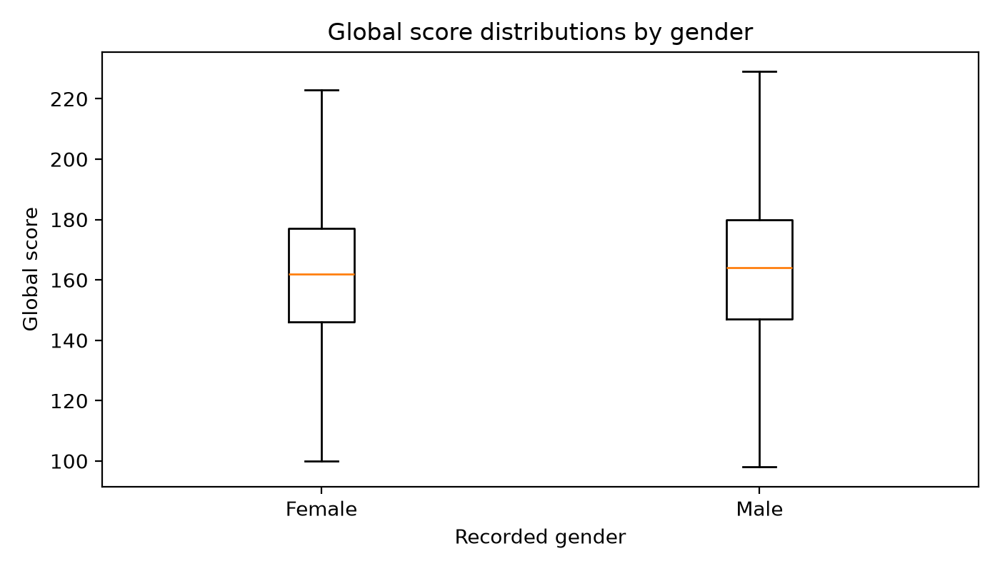 Global score distributions by gender
Global score
220
200
180
160
140
120
100
Female
Male
Recorded gender